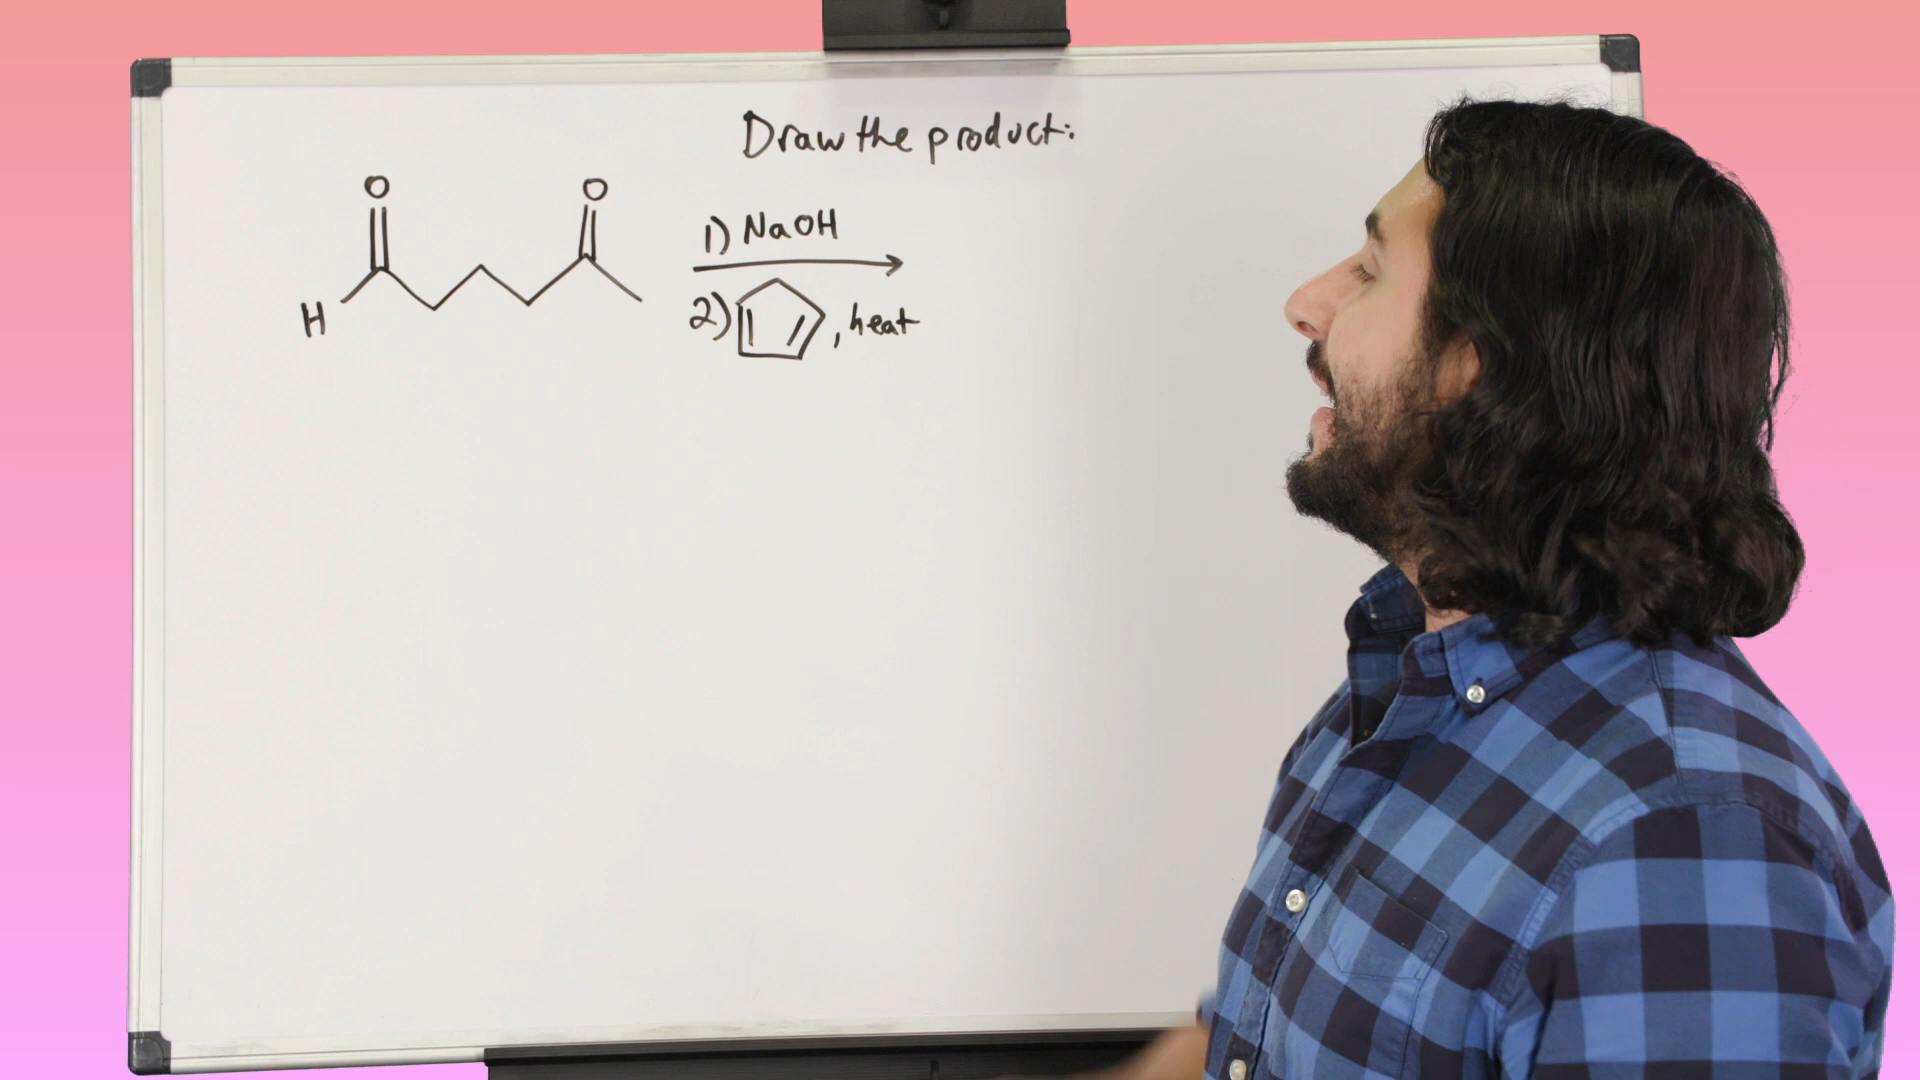 Draw the product:
O
O
H
1) NaOH
2) , heat